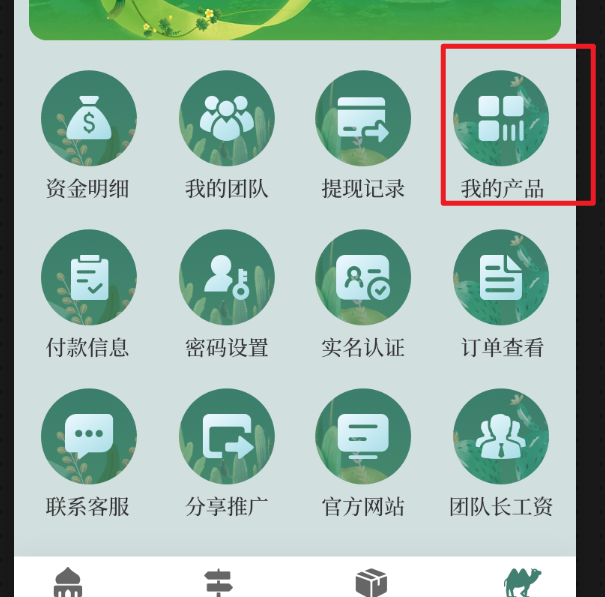 资金明细 我的团队 提现记录 我的产品
付款信息 密码设置 实名认证 订单查看
联系客服 分享推广 官方网站 团队长工资